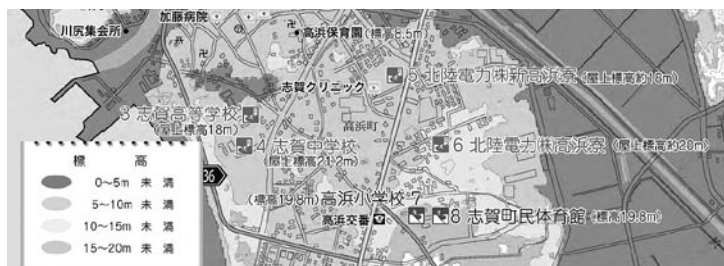 加藤病院
川尻集会所
高浜保育園(標高8.5m)
志賀クリニック
5 北陸電力㈱新高浜寮(屋上標高約18m)
3 志賀高等学校
(屋上標高18m)
高浜町
4 志賀中学校
(屋上標高21.2m)
6 北陸電力㈱高浜寮(屋上標高約20m)
36
(標高19.8m)高浜小学校 7
高浜交番
8 志賀町民体育館(標高19.8m)
標 高
0~5m 未 満
5~10m 未 満
10~15m 未 満
15~20m 未 満